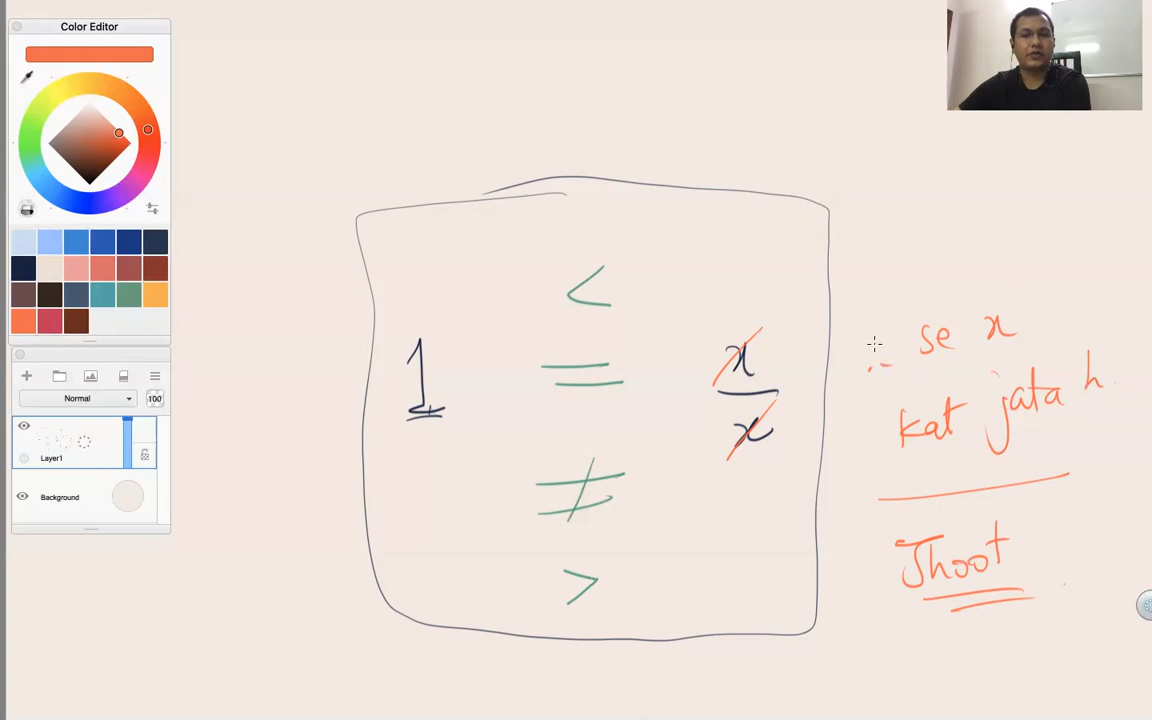 Color Editor
Normal
100
Layer1
Background
<
1 = x/x
≠
>
se x
kat jata h
Jhoot